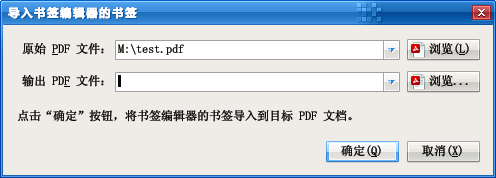 导入书签编辑器的书签
原始 PDF 文件： M:\test.pdf 浏览(L)
输出 PDF 文件： 浏览...
点击“确定”按钮，将书签编辑器的书签导入到目标 PDF 文档。
确定(Q) 取消(X)